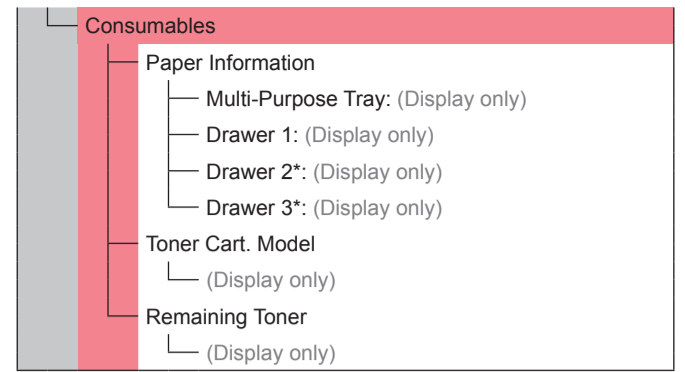 Consumables
Paper Information
Multi-Purpose Tray: (Display only)
Drawer 1: (Display only)
Drawer 2*: (Display only)
Drawer 3*: (Display only)
Toner Cart. Model
(Display only)
Remaining Toner
(Display only)